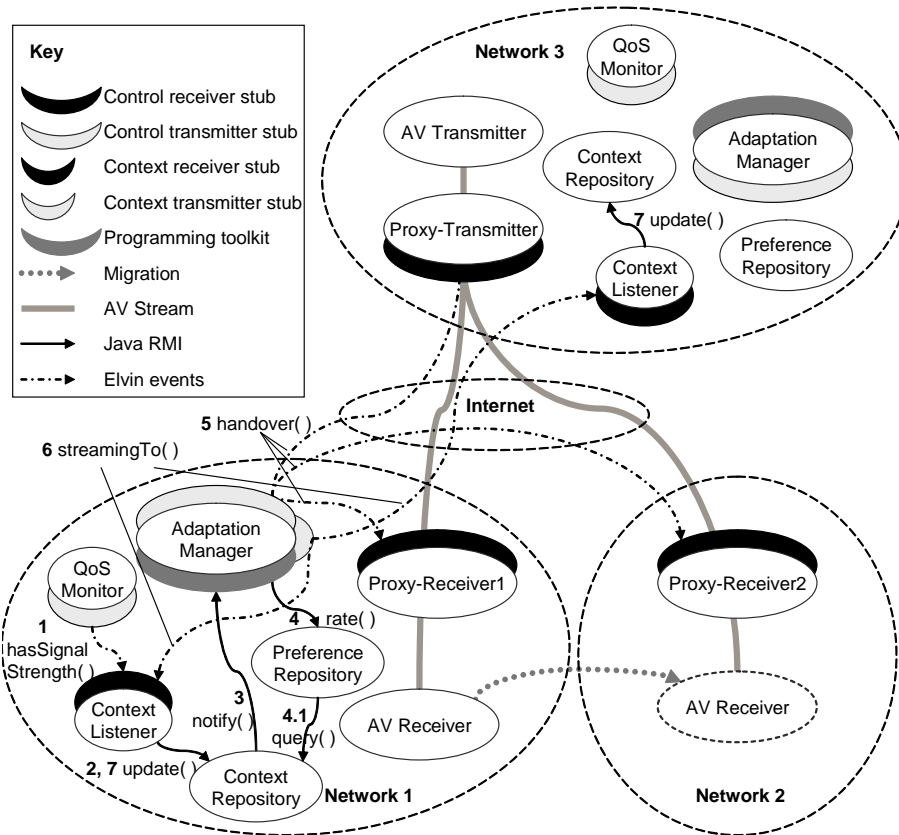 Key
Control receiver stub
Control transmitter stub
Context receiver stub
Context transmitter stub
Programming toolkit
Migration
AV Stream
Java RMI
Elvin events
Network 3
QoS
Monitor
AV Transmitter
Adaptation
Manager
Context
Repository
Proxy-Transmitter
7 update( )
Preference
Repository
Context
Listener
Internet
5 handover( )
6 streamingTo( )
Adaptation
Manager
QoS
Monitor
Proxy-Receiver1
Proxy-Receiver2
1
hasSignal
Strength( )
4 rate( )
Preference
Repository
3
notify( )
4.1
query( )
Context
Listener
AV Receiver
AV Receiver
2, 7 update( )
Context
Repository
Network 1
Network 2